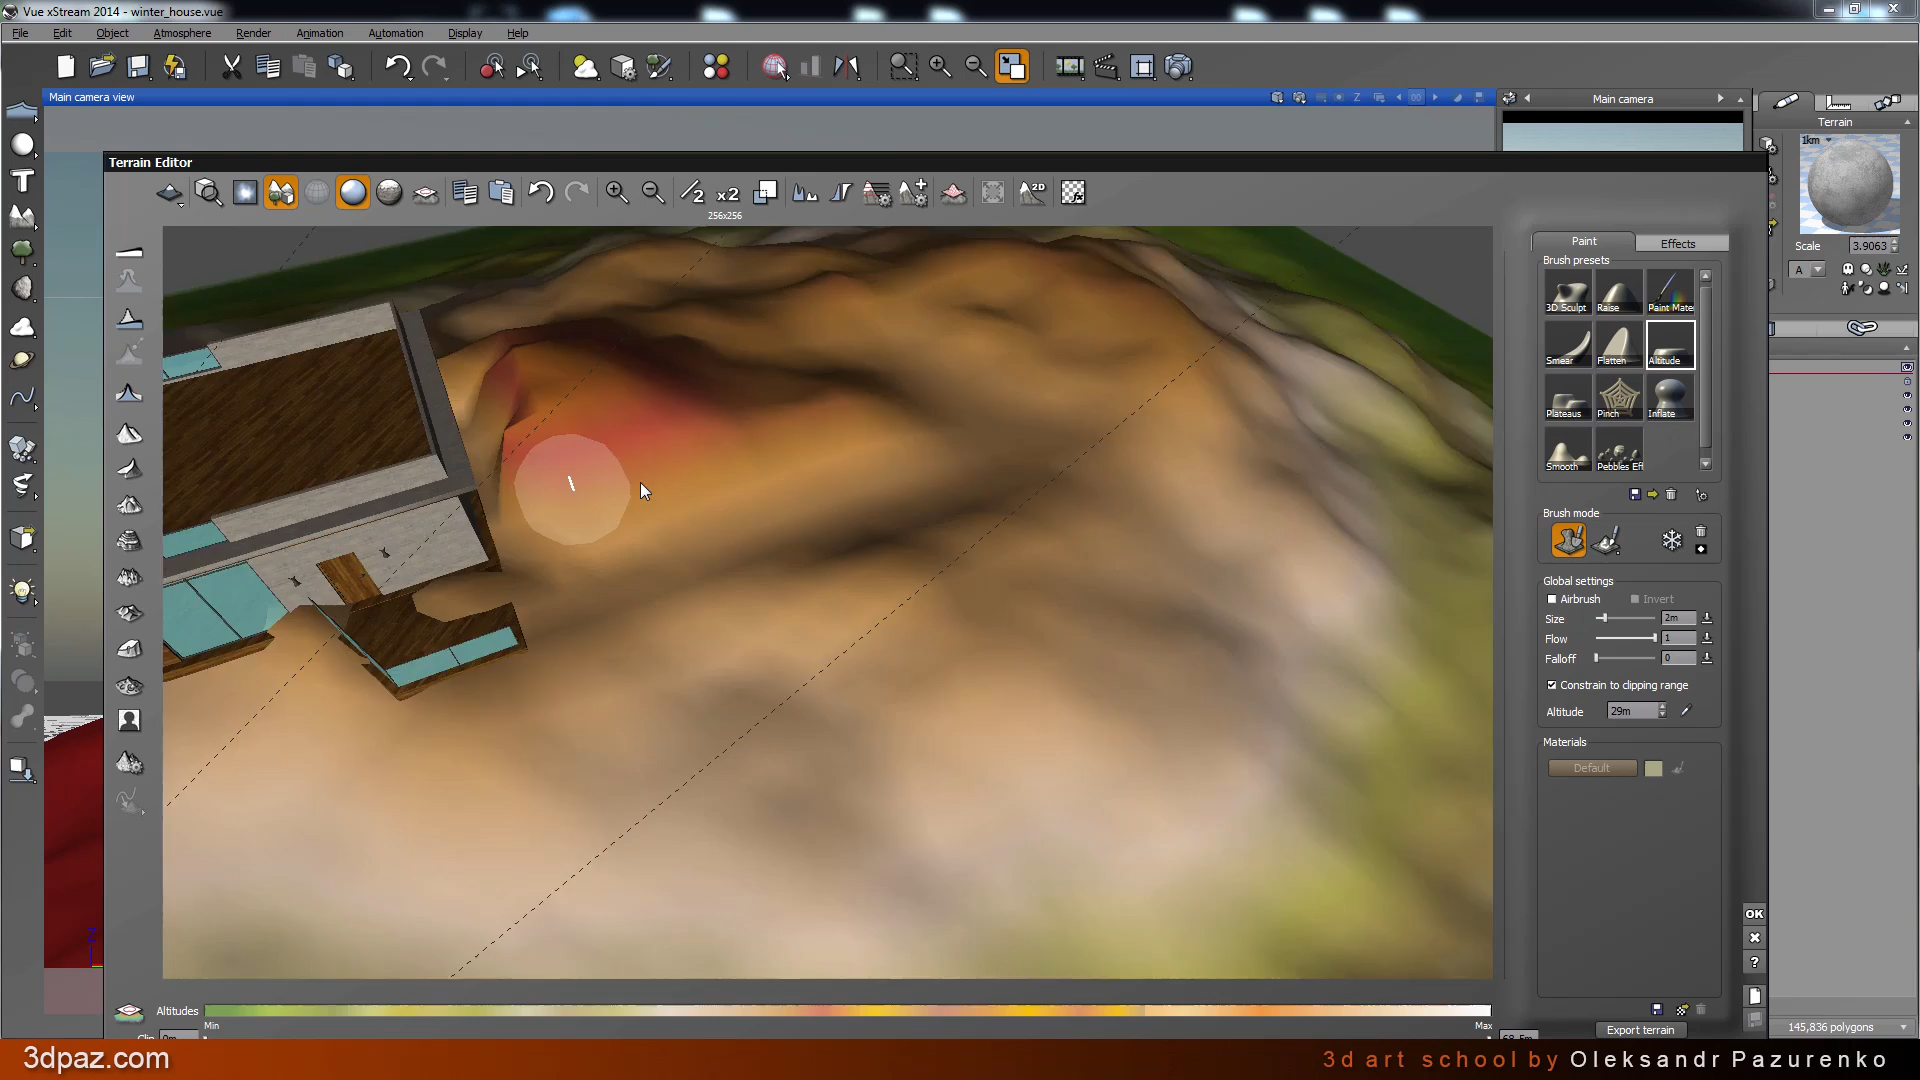 Vue xStream 2014 - winter_house.vue
File Edit Object Atmosphere Render Animation Automation Display Help
Main camera view
Main camera
Terrain
1km
Scale 3.9063
A
Terrain Editor
2D
/2 x2
256x256
Paint Effects
Brush presets
3D Sculpt Raise Paint Mate
Smear Flatten Altitude
Plateaus Pinch Inflate
Smooth Pebbles Eff
Brush mode
Global settings
Airbrush Invert
Size 2m
Flow 1
Falloff 0
Constrain to clipping range
Altitude 29m
Materials
Default
OK
?
Altitudes
Min Max
Export terrain
145,836 polygons
3dpaz.com
3d art school by Oleksandr Pazurenko